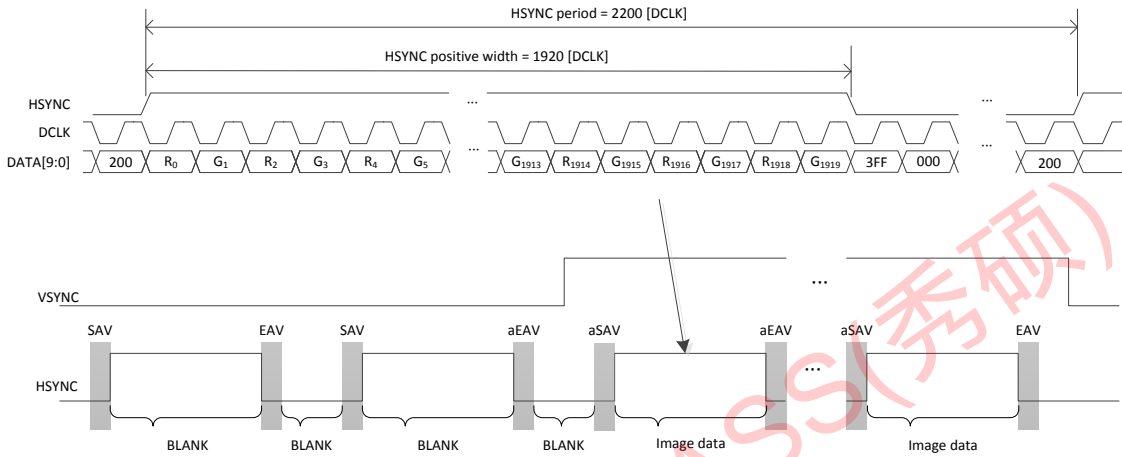 HSYNC period = 2200 [DCLK]
HSYNC positive width = 1920 [DCLK]
HSYNC ... ...
DCLK
DATA[9:0] 200 R0 G1 R2 G3 R4 G5 ... G1913 R1914 G1915 R1916 G1917 R1918 G1919 3FF 000 ... 200
VSYNC ...
SAV EAV SAV aEAV aSAV aEAV aSAV EAV
HSYNC ...
BLANK BLANK BLANK BLANK Image data Image data
ASS(秀硕)